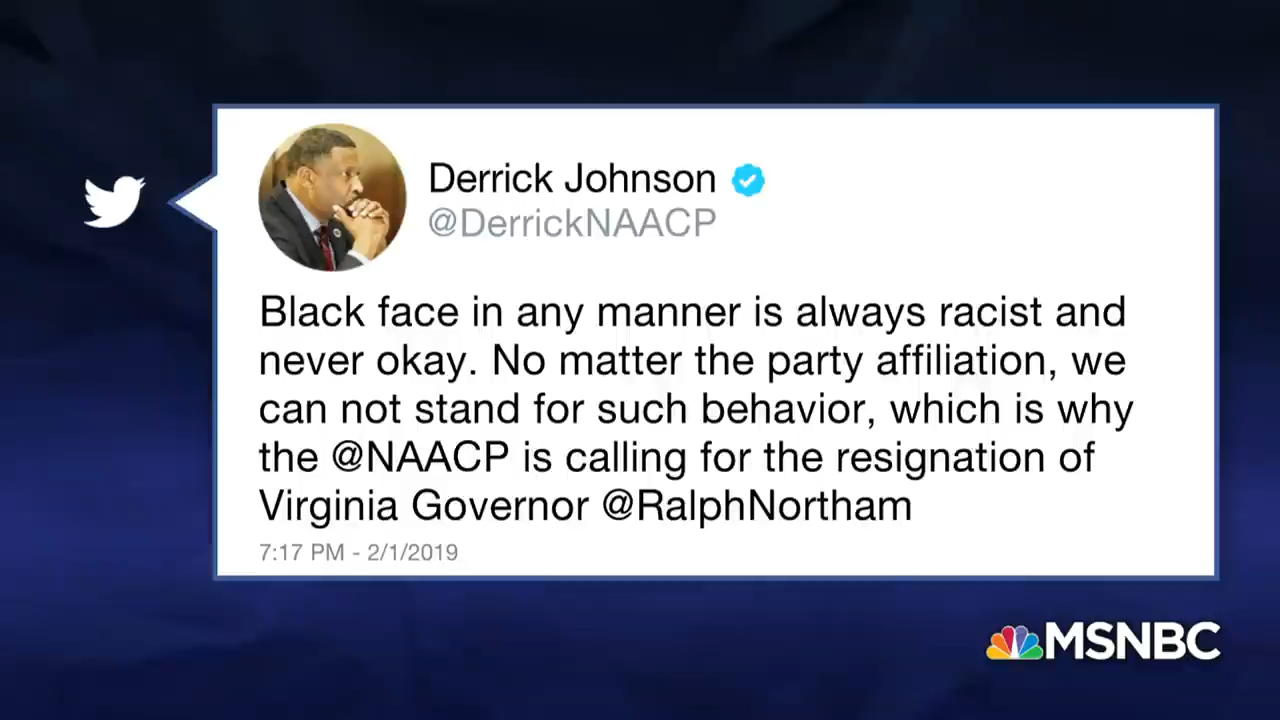 Derrick Johnson
@DerrickNAACP
Black face in any manner is always racist and
never okay. No matter the party affiliation, we
can not stand for such behavior, which is why
the @NAACP is calling for the resignation of
Virginia Governor @RalphNortham
7:17 PM - 2/1/2019
MSNBC